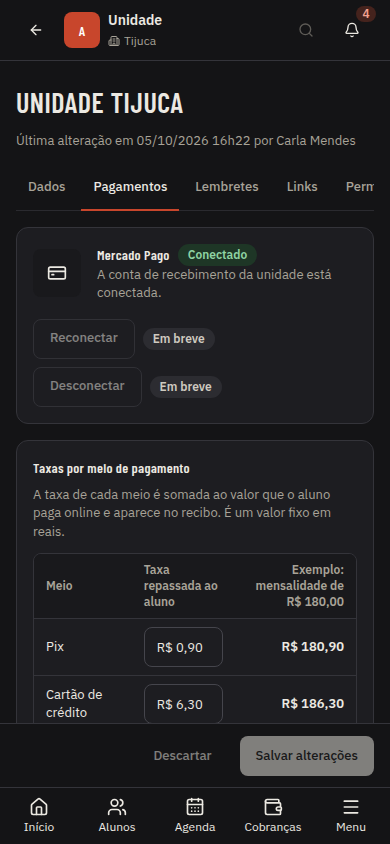 4
A
Unidade
Tijuca
UNIDADE TIJUCA
Última alteração em 05/10/2026 16h22 por Carla Mendes
Dados Pagamentos Lembretes Links Perm
Mercado Pago Conectado
A conta de recebimento da unidade está
conectada.
Reconectar Em breve
Desconectar Em breve
Taxas por meio de pagamento
A taxa de cada meio é somada ao valor que o aluno
paga online e aparece no recibo. É um valor fixo em
reais.
Meio
Taxa
repassada ao
aluno
Exemplo:
mensalidade de
R$ 180,00
Pix R$ 0,90 R$ 180,90
Cartão de
crédito
R$ 6,30 R$ 186,30
Descartar Salvar alterações
Início Alunos Agenda Cobranças Menu